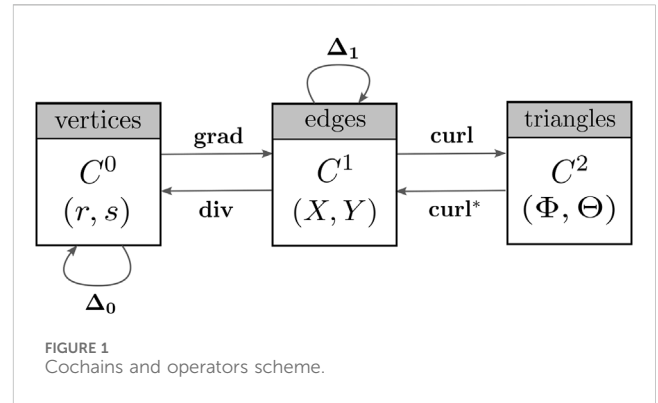 Δ₁
vertices
edges
triangles
grad
curl
C⁰
C¹
C²
(r, s)
div
(X, Y)
curl*
(Φ, Θ)
Δ₀
FIGURE 1
Cochains and operators scheme.